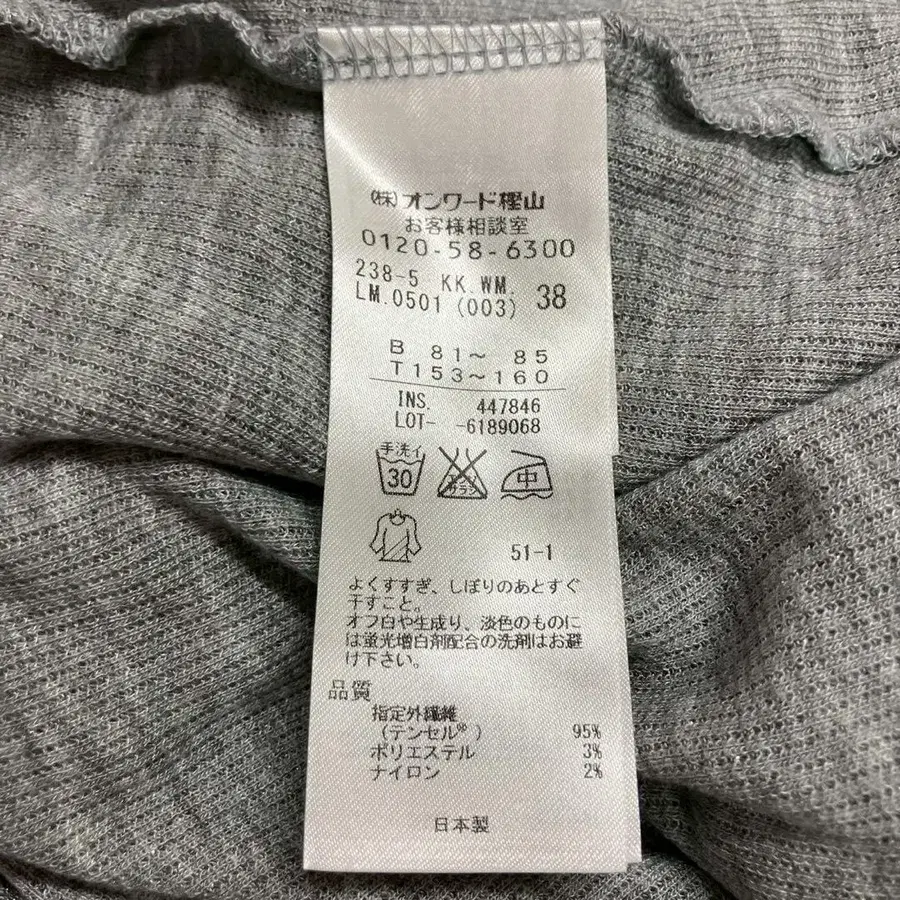 (株)オンワード樫山
お客様相談室
0120-58-6300
238-5 KK.WM.
LM.0501 (003) 38
B 81〜 85
T 153〜160
INS. 447846
LOT- -6189068
手洗イ
30
中
51-1
よくすすぎ、しぼりのあとすぐ
干すこと。
オフ白や生成り、淡色のものに
は蛍光増白剤配合の洗剤はお避
け下さい。
品質
指定外繊維
(テンセル®) 95%
ポリエステル 3%
ナイロン 2%
日本製